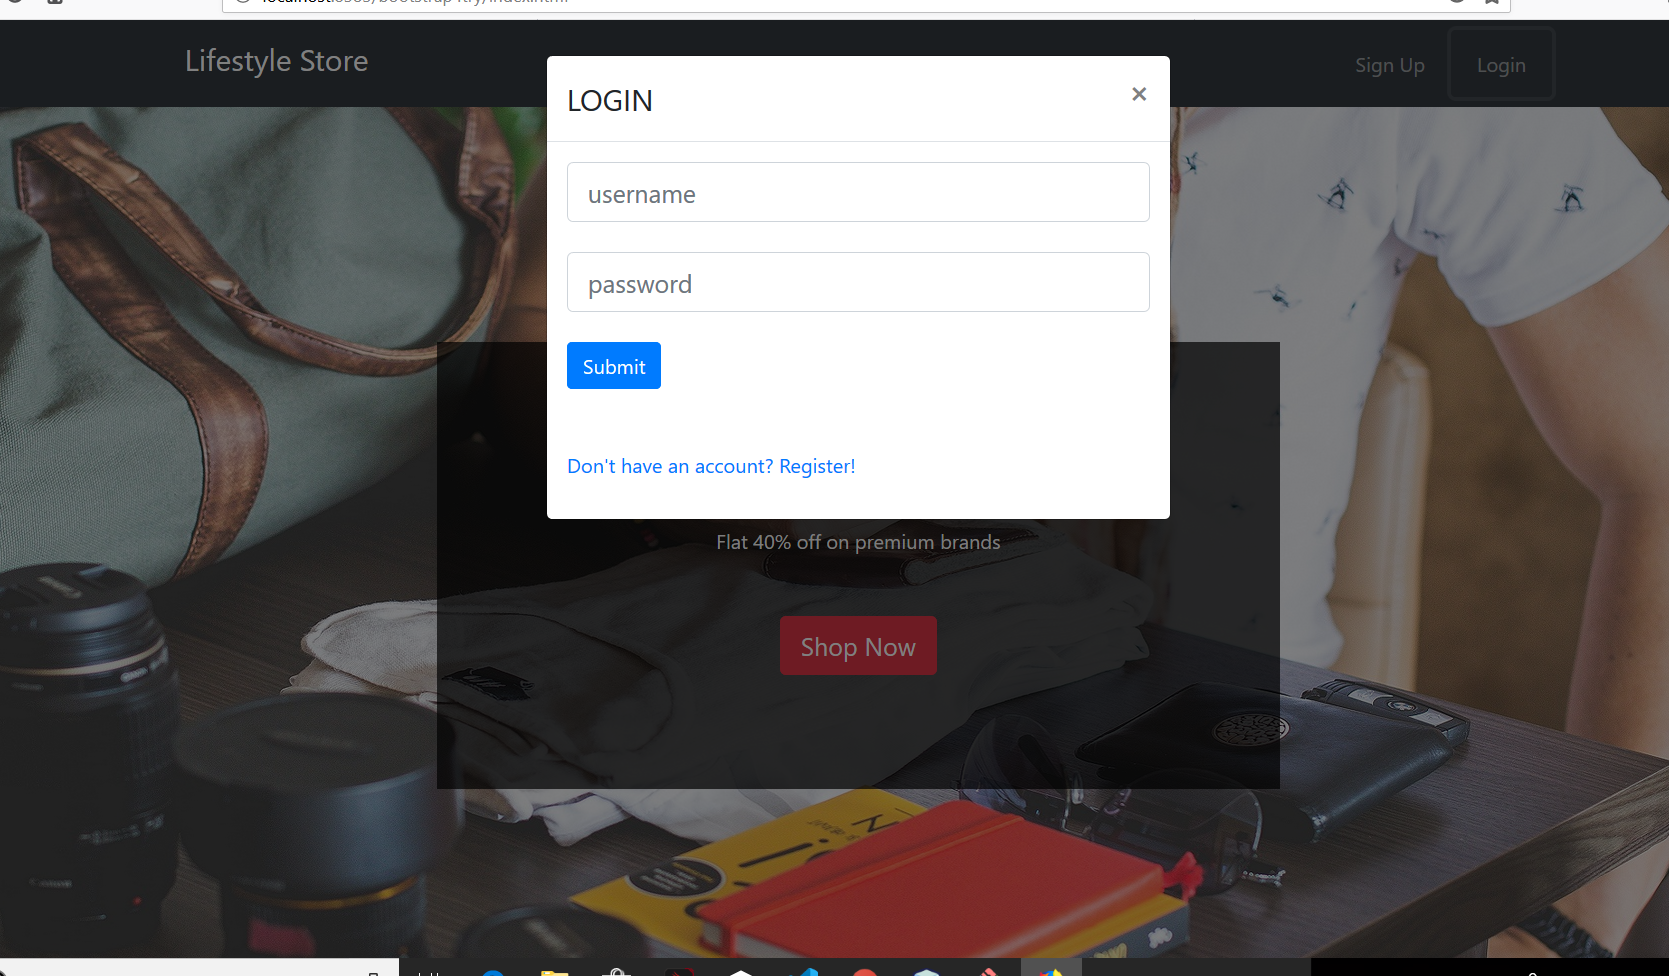 Lifestyle Store
Sign Up
Login
LOGIN
×
username
password
Submit
Don't have an account? Register!
Flat 40% off on premium brands
Shop Now
Canon